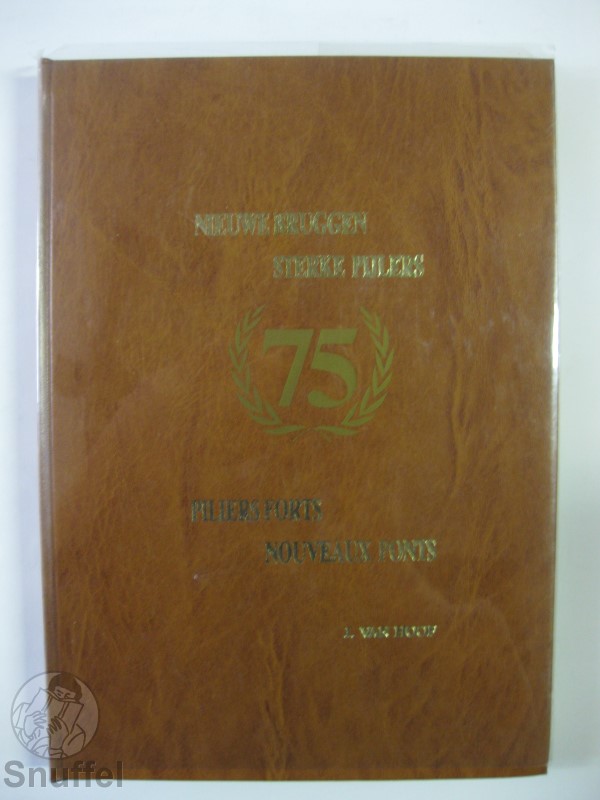 NIEUWE BRUGGEN
STERKE PIJLERS
75
PILIERS FORTS
NOUVEAUX PONTS
VAN HOOF
Snuffel